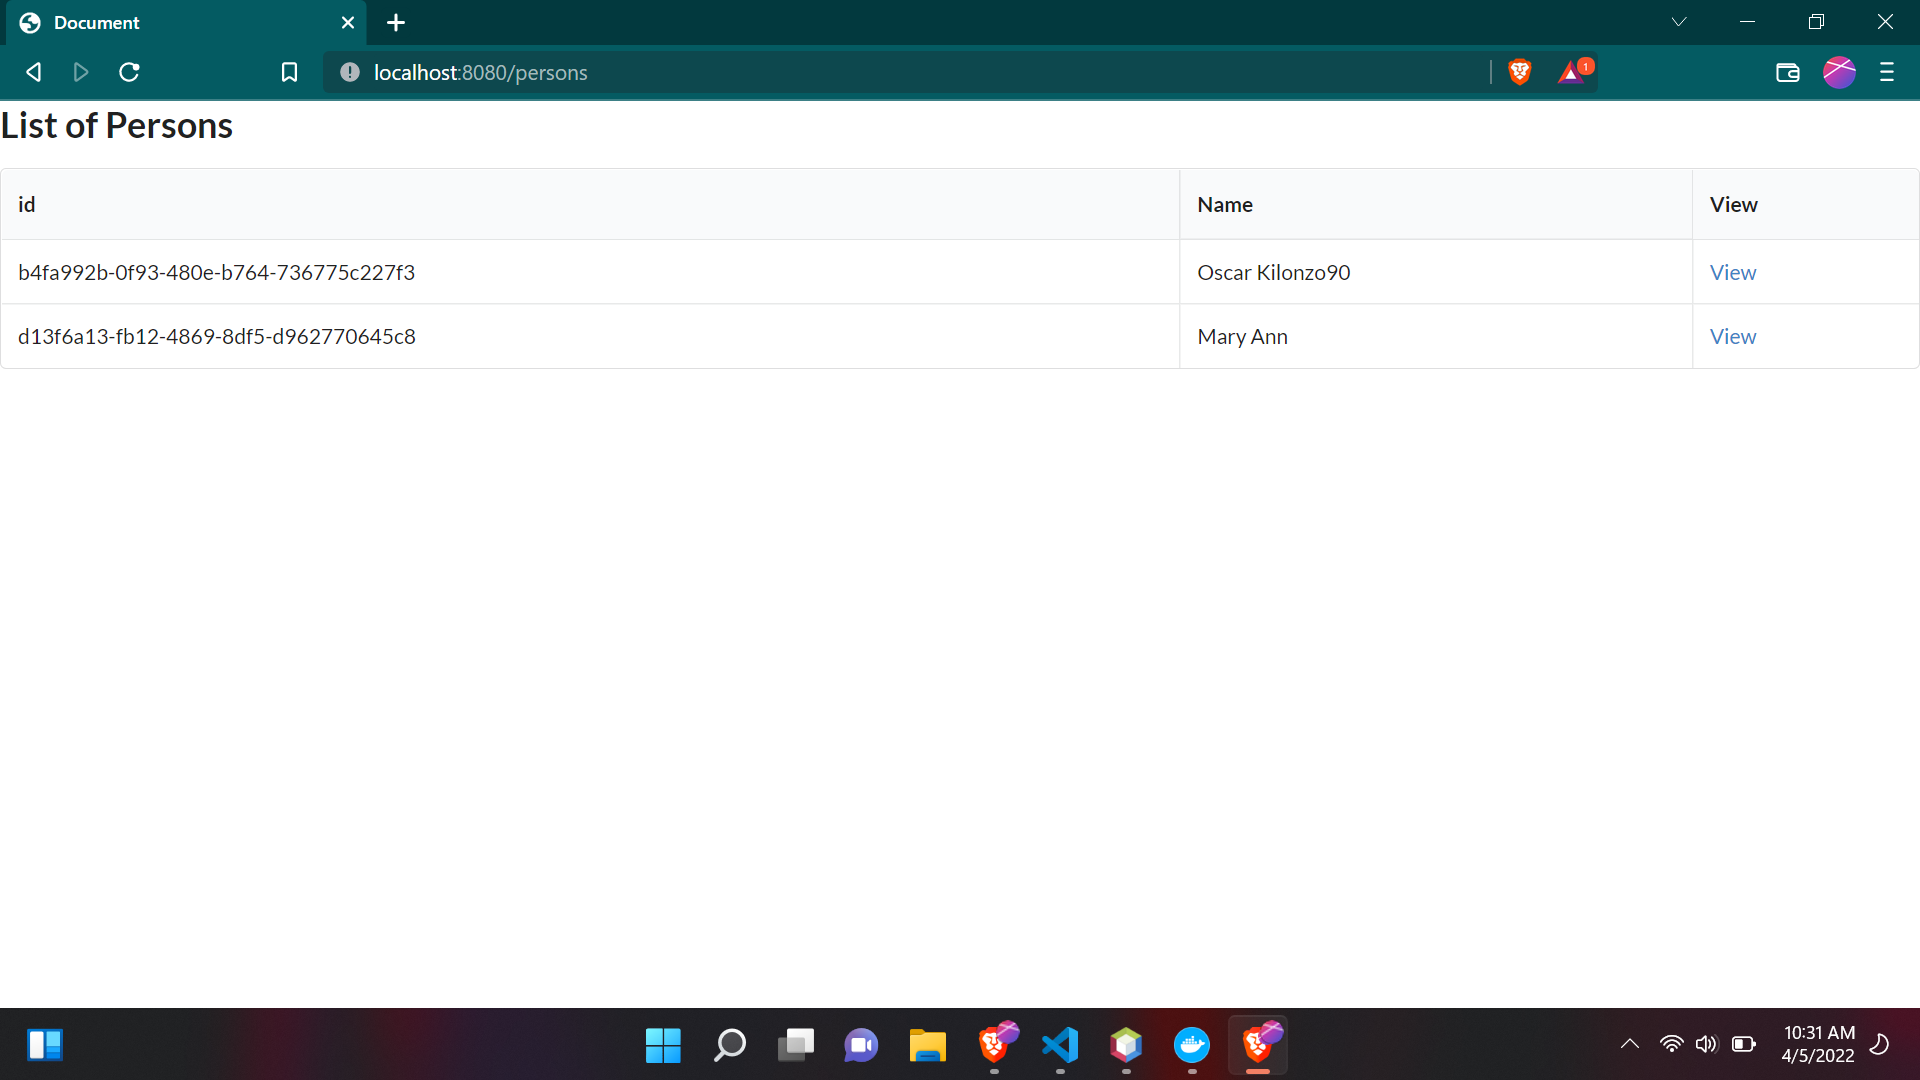 Document
localhost:8080/persons
1
List of Persons
id Name View
b4fa992b-0f93-480e-b764-736775c227f3 Oscar Kilonzo90 View
d13f6a13-fb12-4869-8df5-d962770645c8 Mary Ann View
10:31 AM
4/5/2022